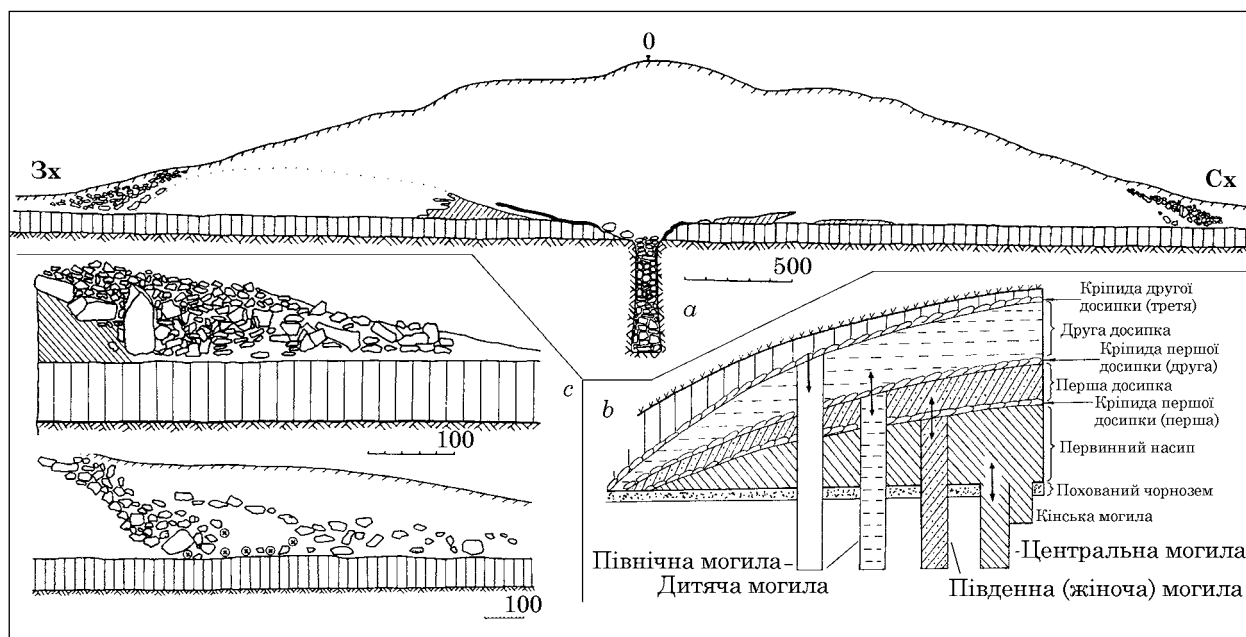 0
Зх
Сх
500
a
c
100
100
b
Кріпида другої
досипки (третя)
Друга досипка
Кріпида першої
досипки (друга)
Перша досипка
Кріпида першої
досипки (перша)
Первинний насип
Похований чорнозем
Кінська могила
Центральна могила
Північна могила
Дитяча могила
Південна (жіноча) могила